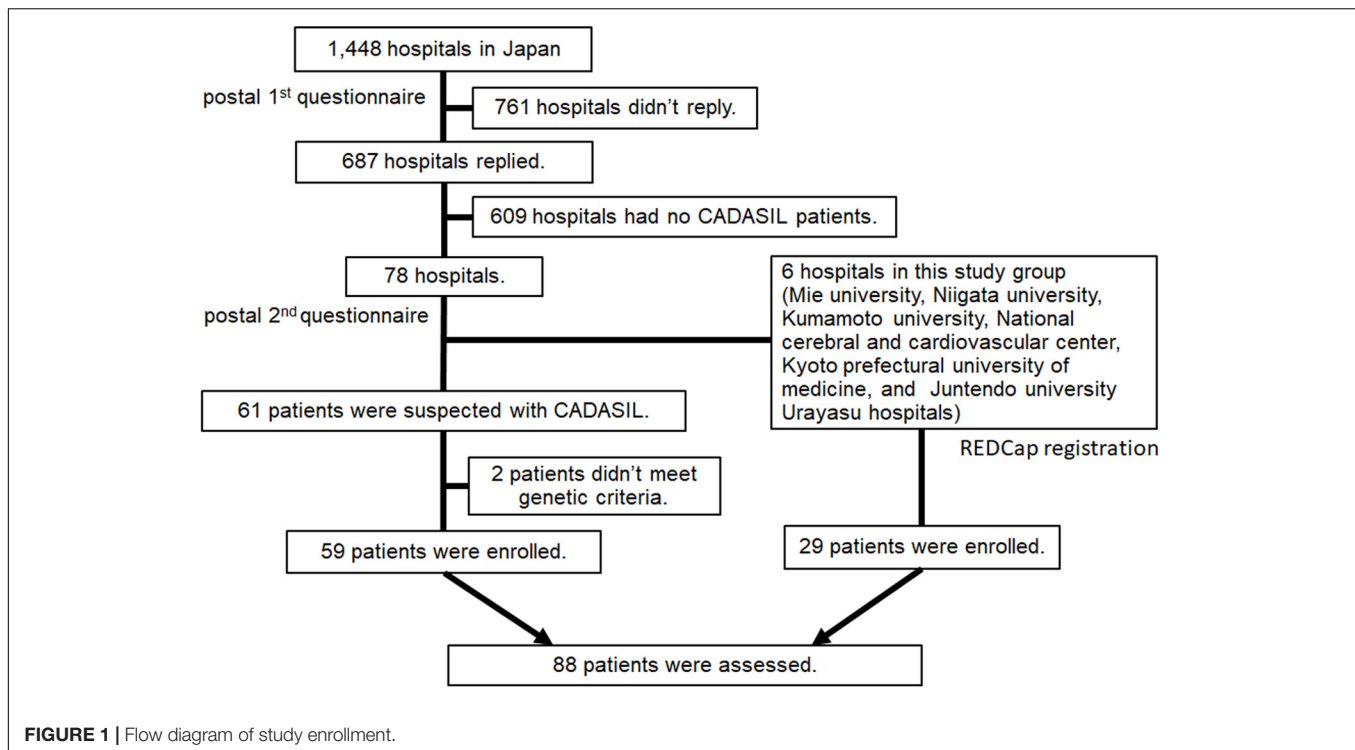 1,448 hospitals in Japan
postal 1st questionnaire
761 hospitals didn't reply.
687 hospitals replied.
609 hospitals had no CADASIL patients.
78 hospitals.
6 hospitals in this study group
(Mie university, Niigata university,
Kumamoto university, National
cerebral and cardiovascular center,
Kyoto prefectural university of
medicine, and Juntendo university
Urayasu hospitals)
postal 2nd questionnaire
61 patients were suspected with CADASIL.
REDCap registration
2 patients didn't meet
genetic criteria.
59 patients were enrolled.
29 patients were enrolled.
88 patients were assessed.
FIGURE 1 | Flow diagram of study enrollment.